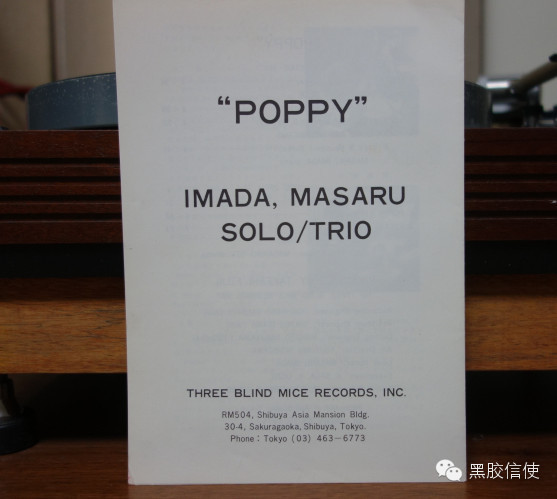 “POPPY”
IMADA, MASARU
SOLO/TRIO
THREE BLIND MICE RECORDS, INC.
RM504, Shibuya Asia Mansion Bldg.
30-4, Sakuragaoka, Shibuya, Tokyo.
Phone：Tokyo (03) 463-6773
黑胶信使